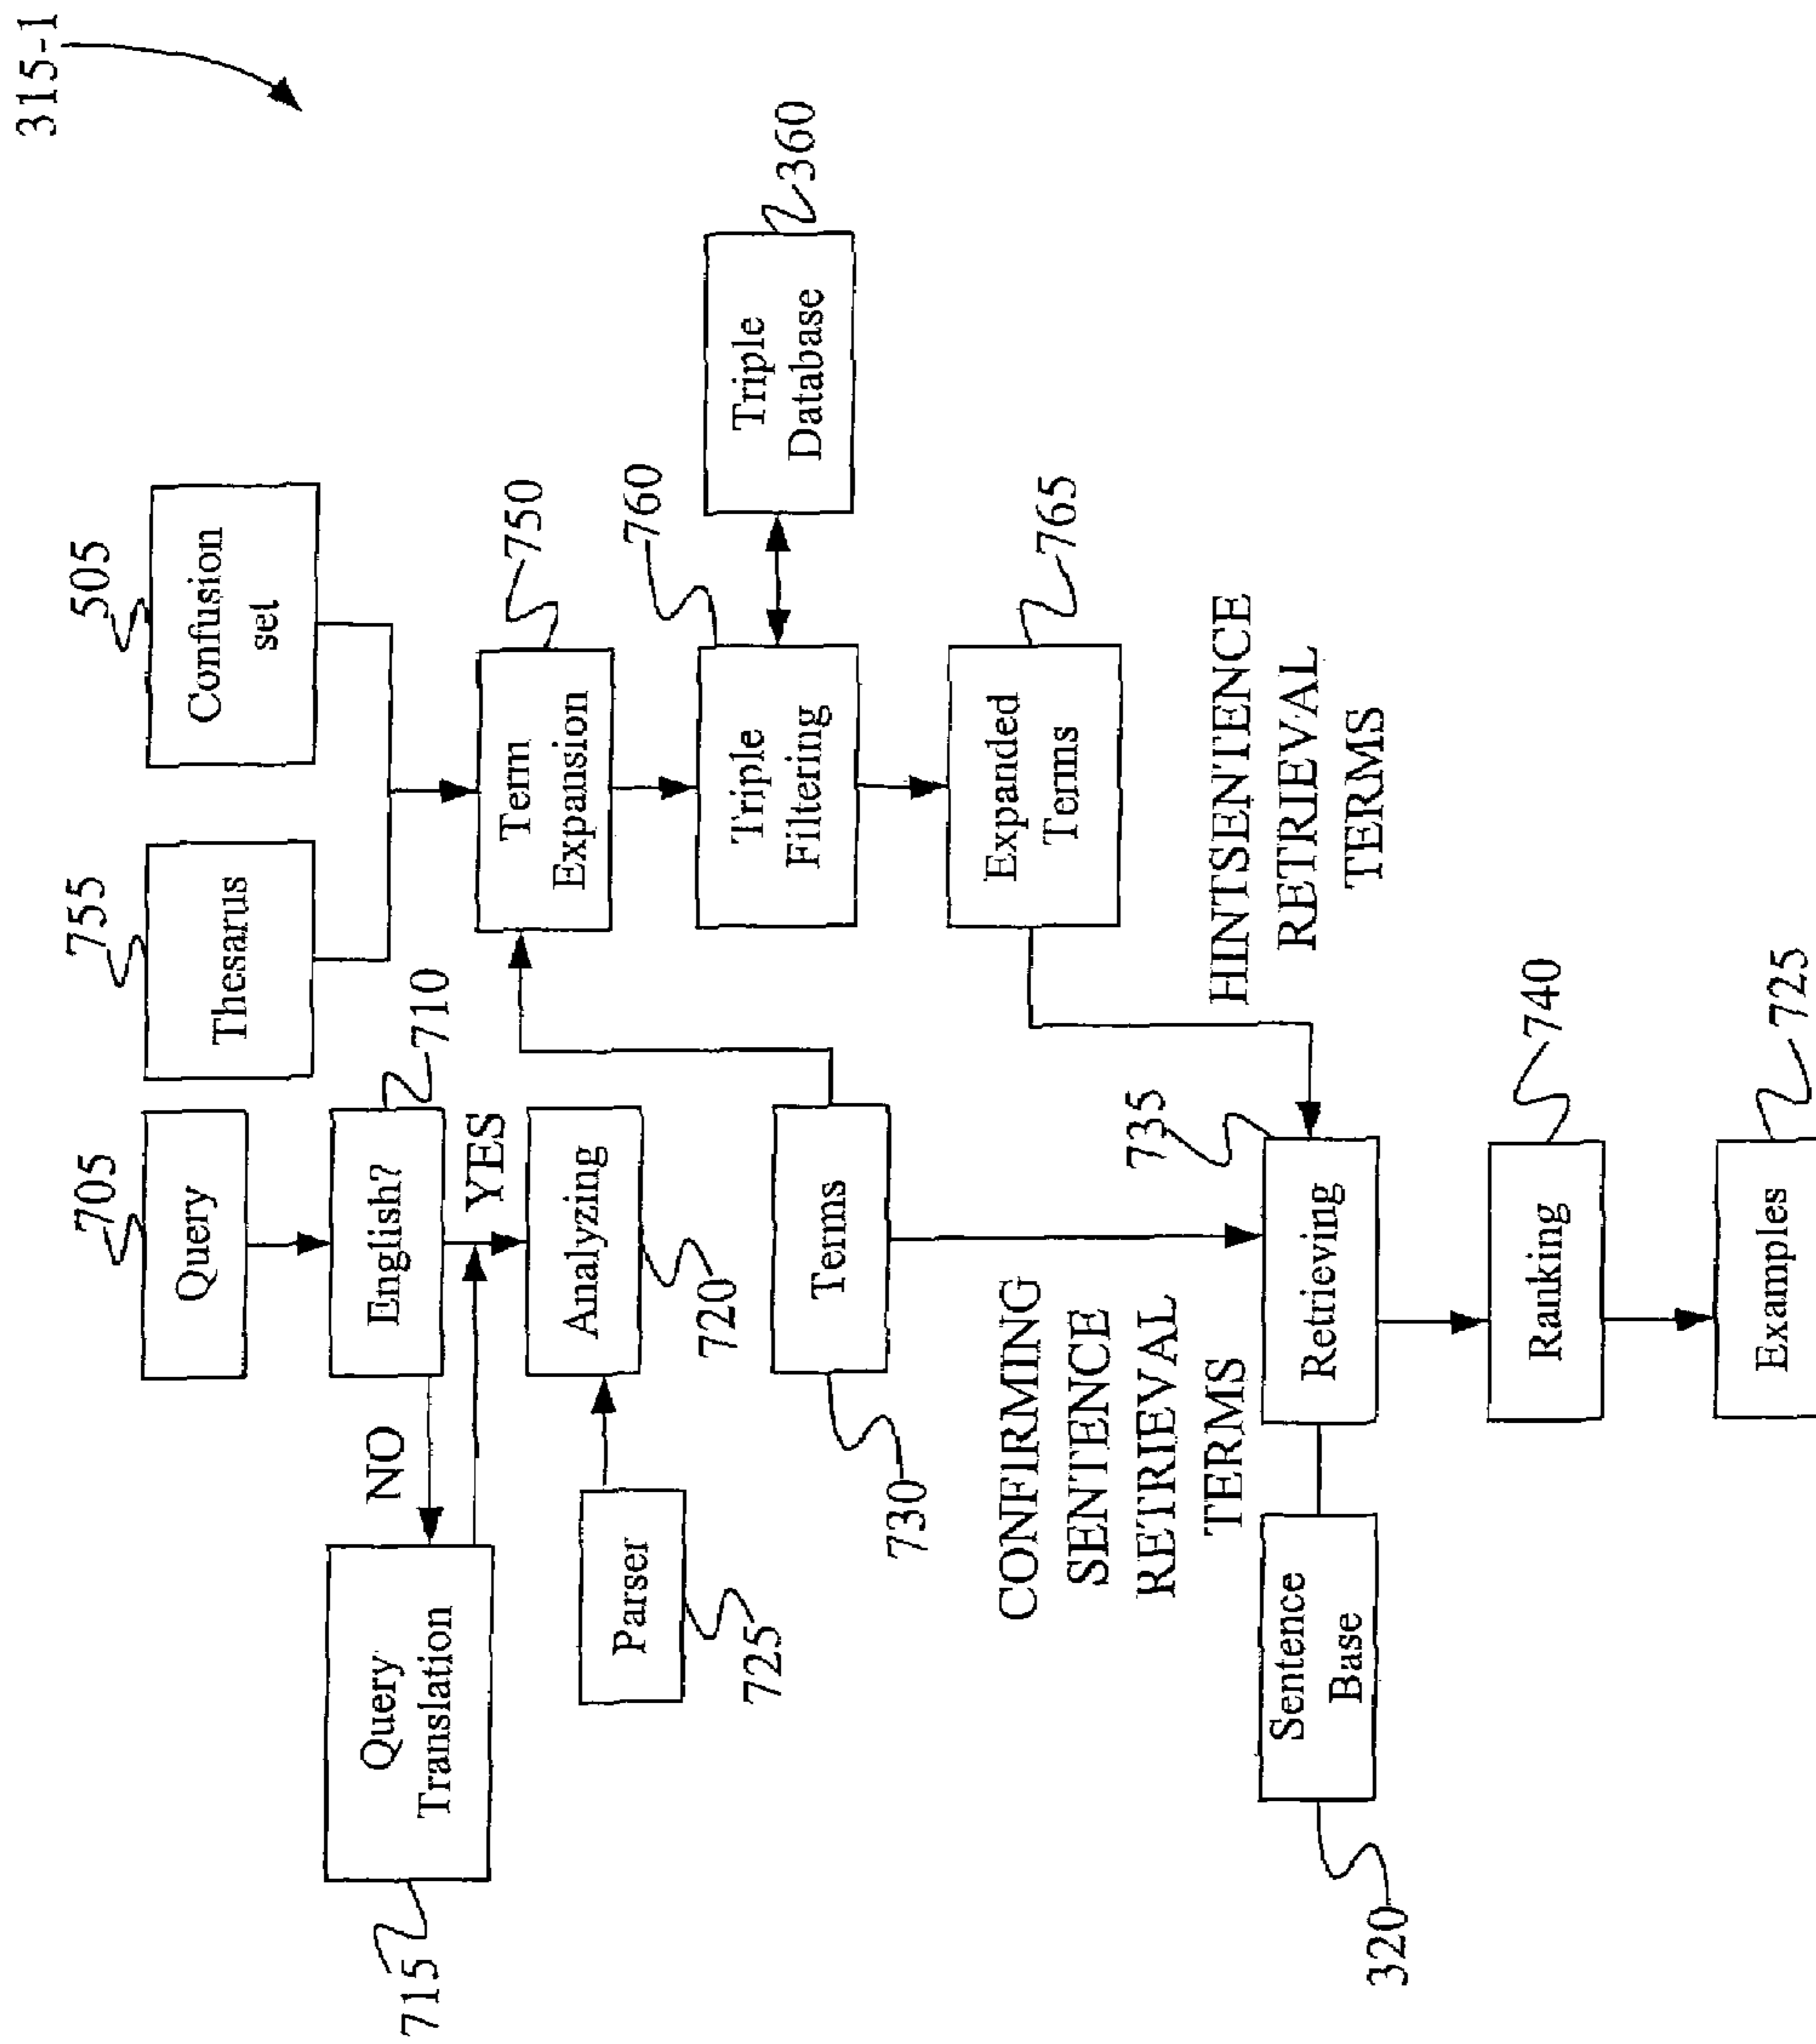 315-1
705
755
505
Query
Thesarus
Confusion
set
English?
710
NO
YES
715
Query
Translation
Analyzing
720
Parser
725
Term
Expansion
750
Triple
Filtering
760
Triple
Database
360
Terms
730
Expanded
Terms
765
CONFIRMING
SENTENCE
RETRIEVAL
TERMS
HINTSENTENCE
RETRIEVAL
TERMS
735
Retrieving
Sentence
Base
320
Ranking
740
Examples
725